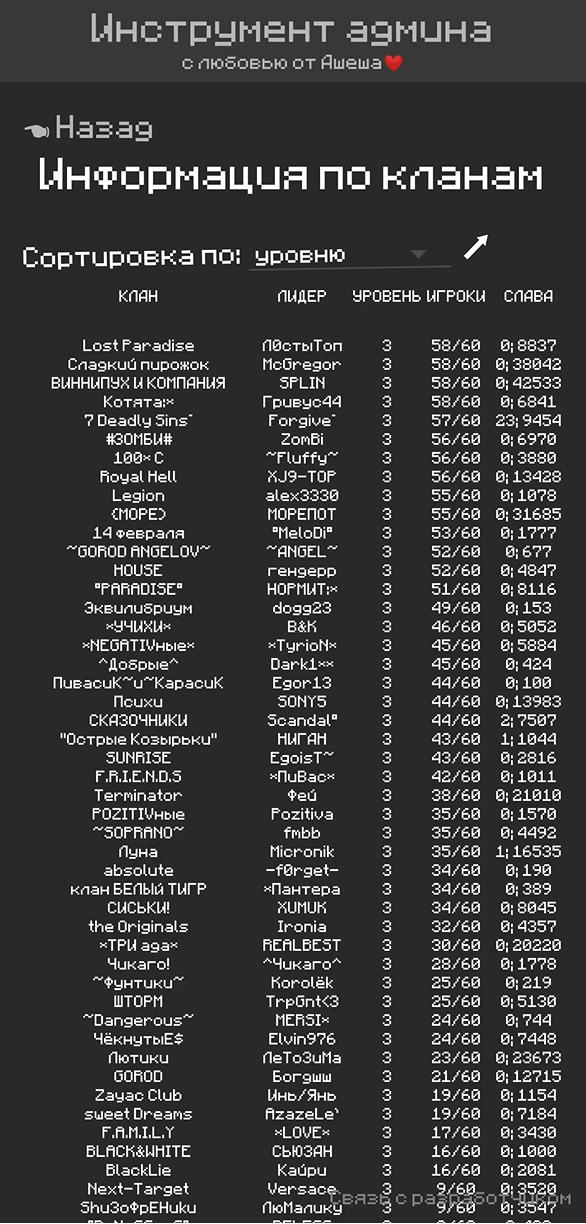 Инструмент админа
с любовью от Ашеша❤️
Назад
Информация по кланам
Сортировка по: уровню
КЛАН ЛИДЕР УРОВЕНЬ ИГРОКИ СЛАВА
Lost Paradise Л0стыТоп 3 58/60 0; 8837
Сладкий пирожок McGregor 3 58/60 0; 38042
ВИННИПУХ И КОМПАНИЯ SPLIN 3 58/60 0; 42533
Котята:× Гривус44 3 58/60 0; 6841
7 Deadly Sins˜ Forgive˜ 3 57/60 23; 9454
#ЗОМБИ# ZomBi 3 56/60 0; 6970
100× C ~Fluffy~ 3 56/60 0; 3880
Royal Hell XJ9-TOP 3 56/60 0; 13428
Legion alex3330 3 55/60 0; 1078
{МОРЕ} МОРЕПОТ 3 55/60 0; 31685
14 февраля "MeloDi" 3 53/60 0; 1777
~GOROD ANGELOV~ ~ANGEL~ 3 52/60 0; 677
HOUSE гендерр 3 52/60 0; 4847
"PARADISE" НОРМИТ:× 3 51/60 0; 8116
Эквилибриум dogg23 3 49/60 0; 153
×УЧИХИ× B&K 3 46/60 0; 5052
×NEGATIVные× ×TyrioN× 3 45/60 0; 5884
^Добрые^ Dark1×× 3 45/60 0; 424
ПивасиК~и~КарасиК Egor13 3 44/60 0; 100
Психи SONY5 3 44/60 0; 13983
СКАЗОЧНИКИ Scandal" 3 44/60 2; 7507
"Острые Козырьки" НИГАН 3 43/60 1; 1044
SUNRISE EgoisT~ 3 43/60 0; 2816
F.R.I.E.N.D.S ×ПиВас× 3 42/60 0; 1011
Terminator Фей 3 38/60 0; 21010
POZITIVные Pozitiva 3 35/60 0; 1570
~SOPRANO~ fmbb 3 35/60 0; 4492
Луна Micronik 3 35/60 1; 16535
absolute -f0rget- 3 34/60 0; 190
клан БЕЛЫЙ ТИГР ×Пантера 3 34/60 0; 389
СИСЬКИ! XUMUK 3 34/60 0; 8045
the Originals Ironia 3 32/60 0; 4357
×ТРИ ада× REALBEST 3 30/60 0; 20220
Чикаго! ^Чикаго^ 3 28/60 0; 1778
~Фунтики~ Korolёk 3 25/60 0; 219
ШТОРМ TrpGnt<3 3 25/60 0; 5130
~Dangerous~ MERSI× 3 24/60 0; 744
ЧёкнутыЕ$ Elvin976 3 24/60 0; 7448
Лютики ЛеТоЗиМа 3 23/60 0; 23673
GOROD Богдшш 3 21/60 0; 12715
Zayac Club Инь/Янь 3 19/60 0; 1154
sweet Dreams AzazeLe` 3 19/60 0; 7184
F.A.M.I.L.Y ×LOVE× 3 17/60 0; 3430
BLACK&WHITE СЬЮЗАН 3 16/60 0; 1000
BlackLie Каири 3 16/60 0; 2081
Next-Target Versace 3 9/60 0; 3520
Связь с разработчиком
ShuЗoФрЕНuku ЛюМалику 3 9/60 0; 3547